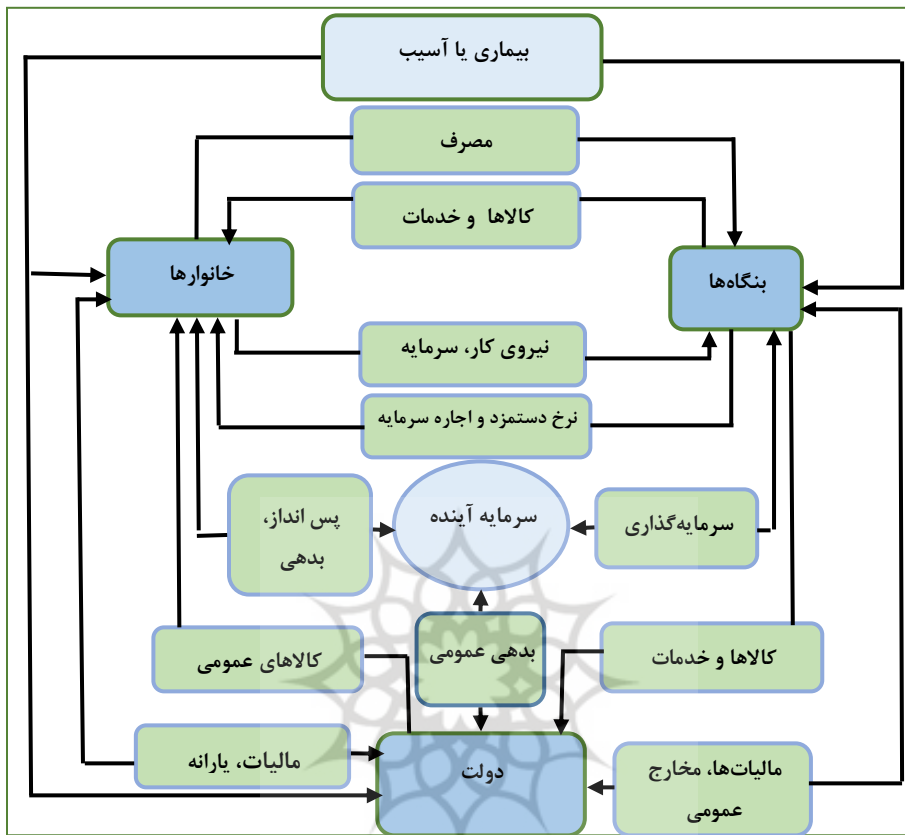 بیماری یا آسیب
مصرف
کالاها و خدمات
خانوارها
بنگاه‌ها
نیروی کار، سرمایه
نرخ دستمزد و اجاره سرمایه
سرمایه آینده
پس انداز،
بدهی
سرمایه‌گذاری
کالاهای عمومی
بدهی عمومی
کالاها و خدمات
مالیات، یارانه
دولت
مالیات‌ها، مخارج
عمومی